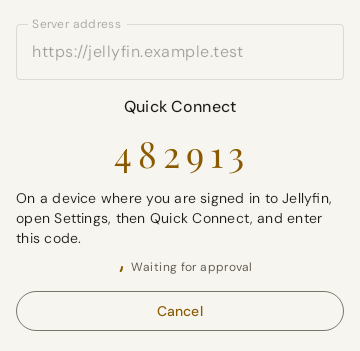 Server address
https://jellyfin.example.test
Quick Connect
482913
On a device where you are signed in to Jellyfin,
open Settings, then Quick Connect, and enter
this code.
Waiting for approval
Cancel